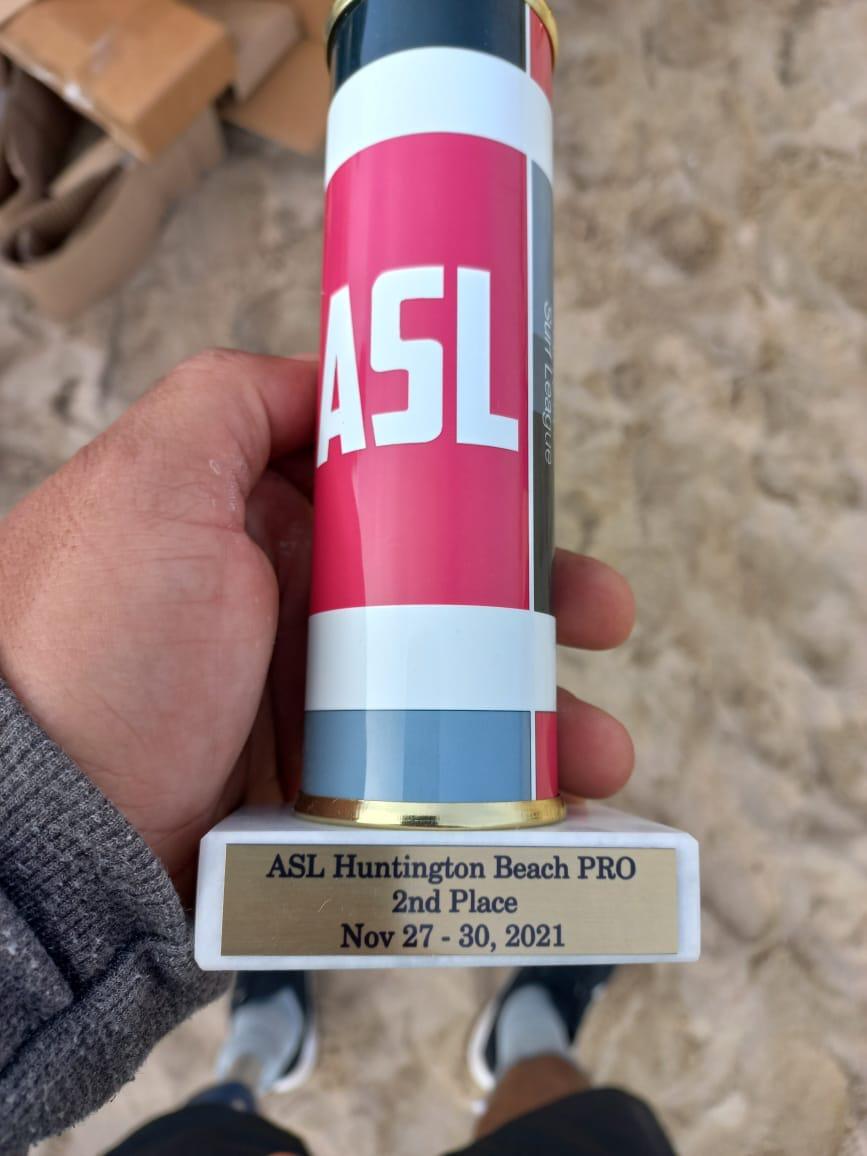 ASL
Surf League
ASL Huntington Beach PRO
2nd Place
Nov 27 - 30, 2021